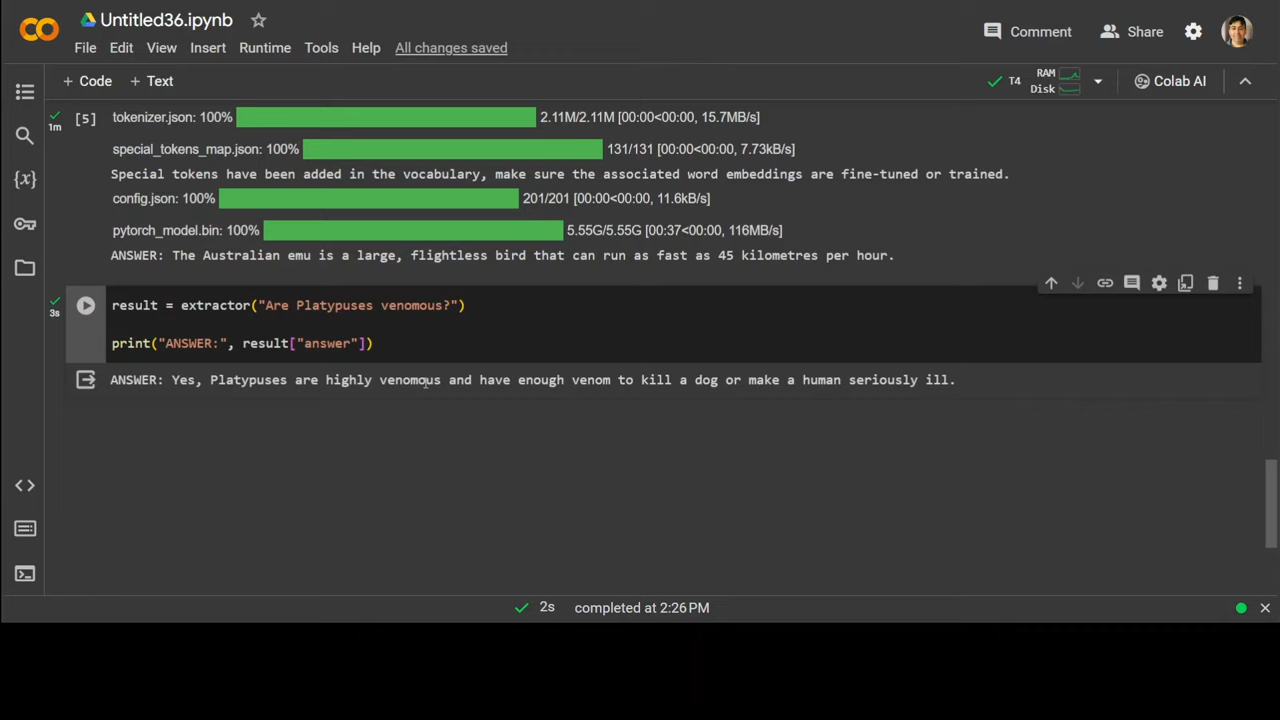 Untitled36.ipynb
File Edit View Insert Runtime Tools Help All changes saved
Comment Share
+ Code + Text
T4 RAM Disk Colab AI
1m [5] tokenizer.json: 100% 2.11M/2.11M [00:00<00:00, 15.7MB/s]
special_tokens_map.json: 100% 131/131 [00:00<00:00, 7.73kB/s]
Special tokens have been added in the vocabulary, make sure the associated word embeddings are fine-tuned or trained.
config.json: 100% 201/201 [00:00<00:00, 11.6kB/s]
pytorch_model.bin: 100% 5.55G/5.55G [00:37<00:00, 116MB/s]
ANSWER: The Australian emu is a large, flightless bird that can run as fast as 45 kilometres per hour.
3s result = extractor("Are Platypuses venomous?")
print("ANSWER:", result["answer"])
ANSWER: Yes, Platypuses are highly venomous and have enough venom to kill a dog or make a human seriously ill.
2s completed at 2:26 PM